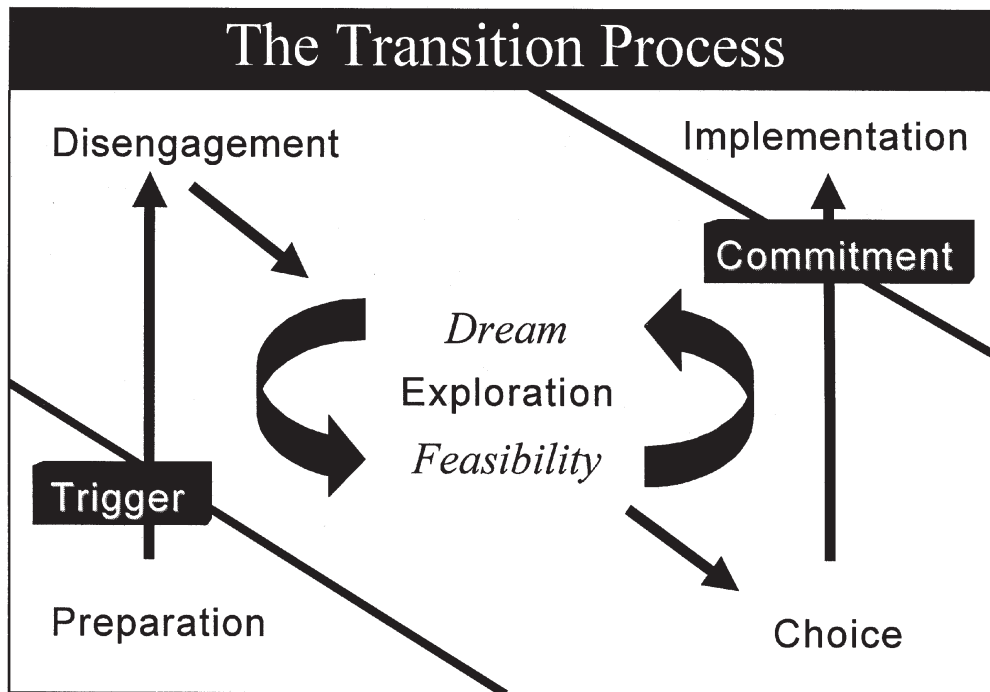 The Transition Process
Disengagement
Implementation
Commitment
Dream
Exploration
Feasibility
Trigger
Preparation
Choice